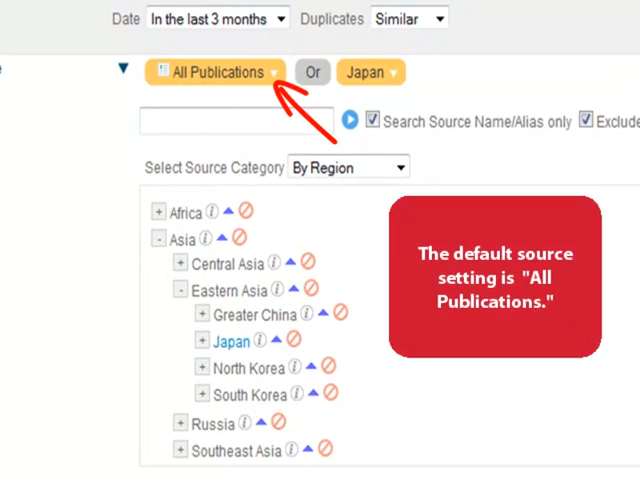 Date In the last 3 months Duplicates Similar
All Publications Or Japan
Search Source Name/Alias only Exclude
Select Source Category By Region
+ Africa
- Asia
+ Central Asia
- Eastern Asia
+ Greater China
+ Japan
+ North Korea
+ South Korea
+ Russia
+ Southeast Asia
The default source
setting is "All
Publications."